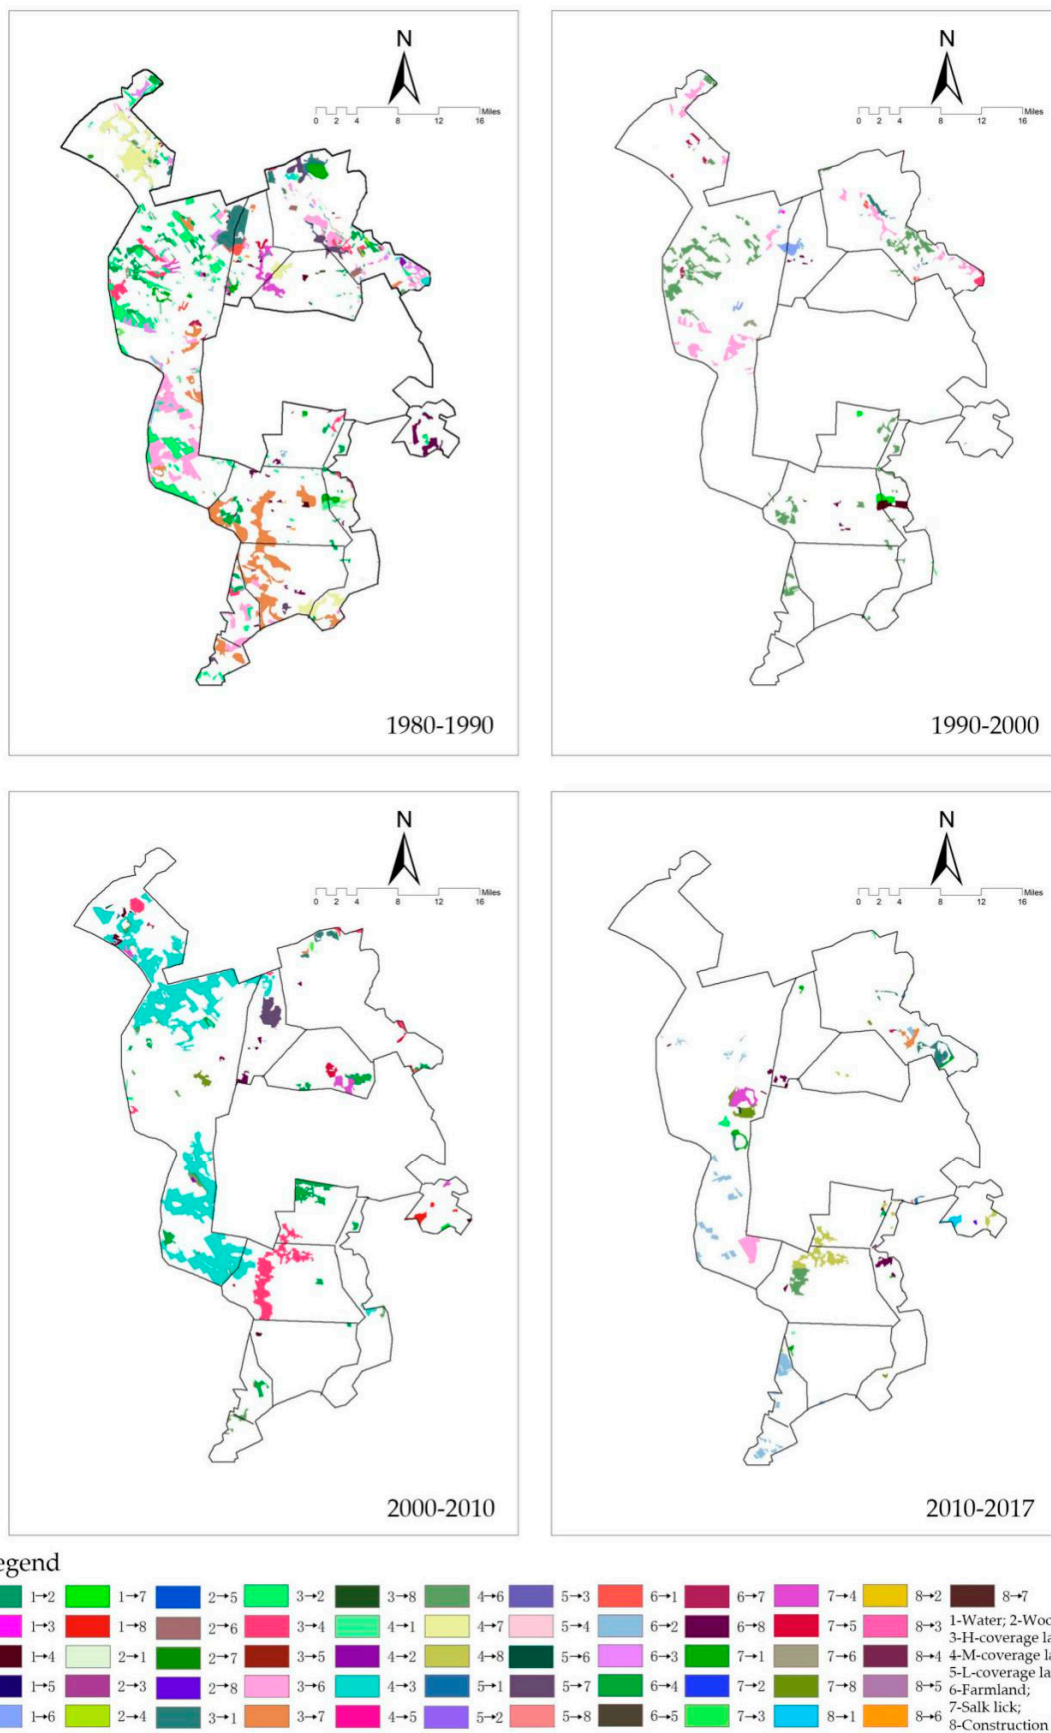 N
Miles
0 2 4 8 12 16
1980-1990
N
0 2 4 8 12 16
1990-2000
N
Miles
0 2 4 8 12 16
2000-2010
N
Miles
0 2 4 8 12 16
2010-2017
egend
1→2 1→7 2→5 3→2 3→8 4→6 5→3 6→1 6→7 7→4 8→2 8→7
1→3 1→8 2→6 3→4 4→1 4→7 5→4 6→2 6→8 7→5 8→3 1-Water; 2-Woo
3-H-coverage la
1→4 2→1 2→7 3→5 4→2 4→8 5→6 6→3 7→1 7→6 8→4 4-M-coverage la
5-L-coverage la
1→5 2→3 2→8 3→6 4→3 5→1 5→7 6→4 7→2 7→8 8→5 6-Farmland;
7-Salk lick;
1→6 2→4 3→1 3→7 4→5 5→2 5→8 6→5 7→3 8→1 8→6 8-Construction